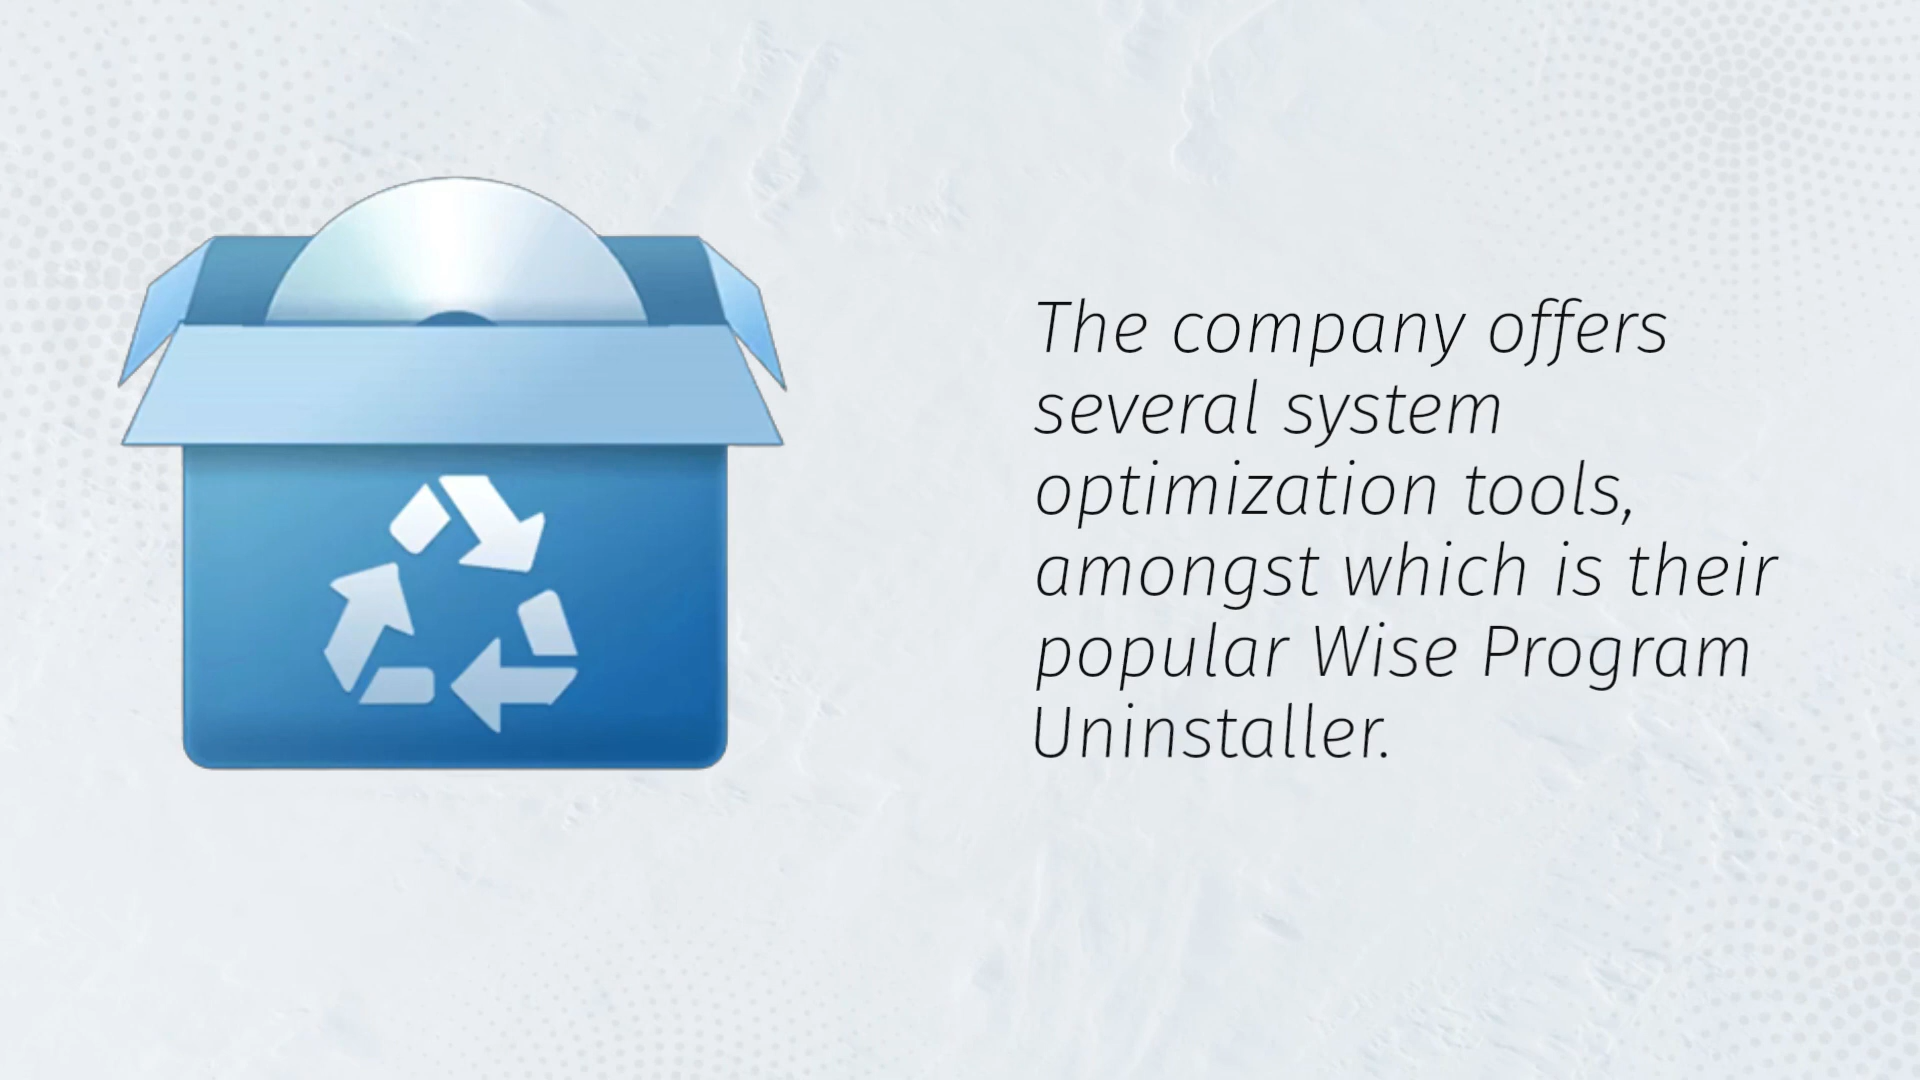 The company offers
several system
optimization tools,
amongst which is their
popular Wise Program
Uninstaller.